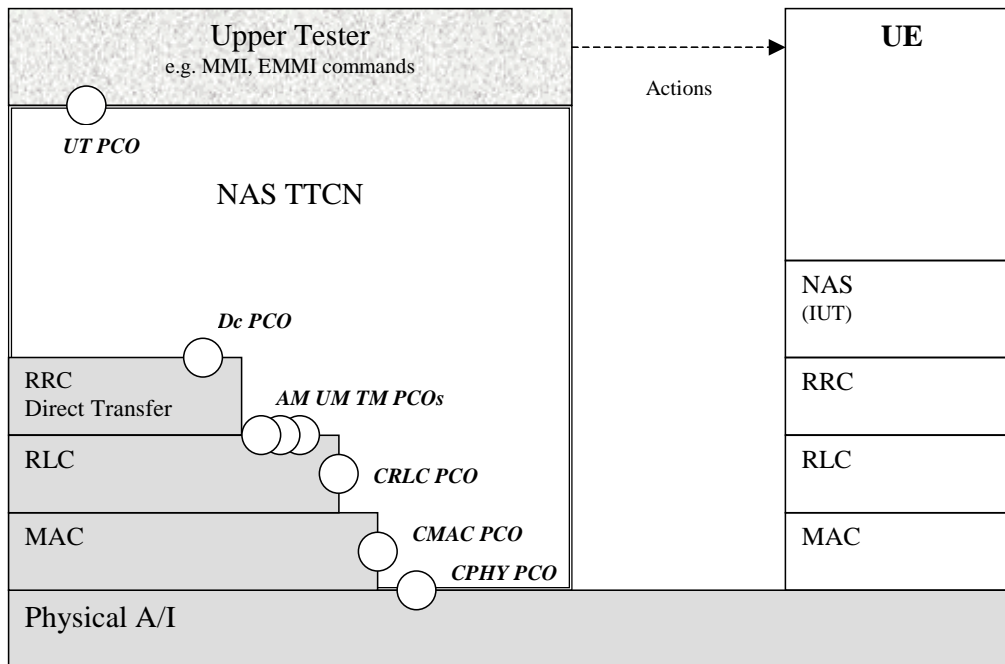 Upper Tester
e.g. MMI, EMMI commands
UE
Actions
UT PCO
NAS TTCN
NAS
(IUT)
Dc PCO
RRC
Direct Transfer
AM UM TM PCOs
RRC
RLC
CRLC PCO
RLC
MAC
CMAC PCO
MAC
CPHY PCO
Physical A/I